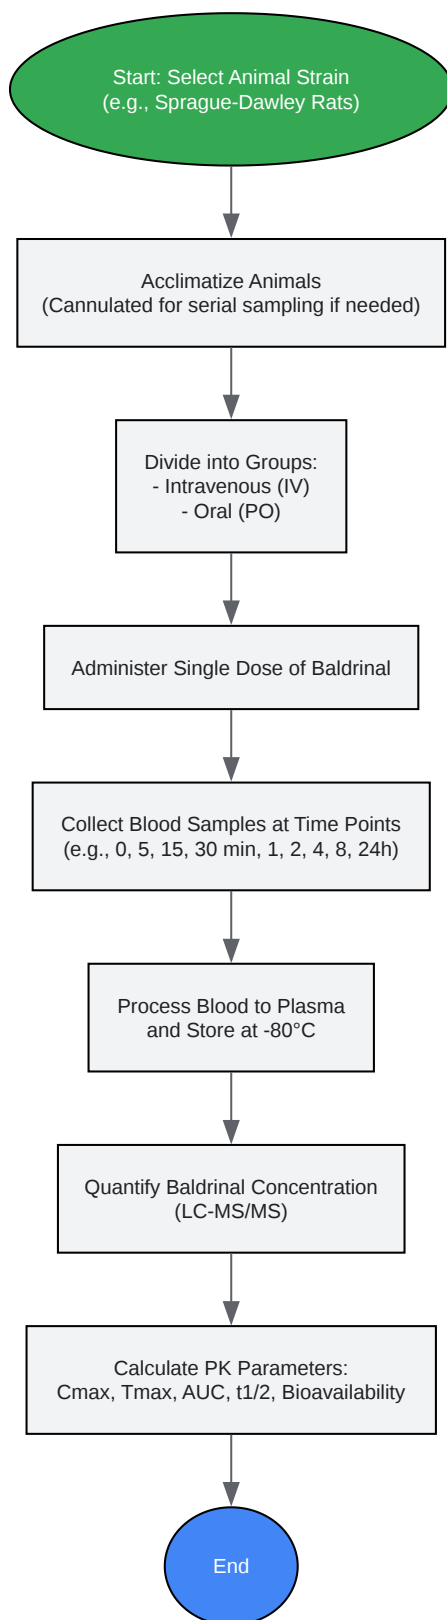 Start: Select Animal Strain
(e.g., Sprague-Dawley Rats)
Acclimatize Animals
(Cannulated for serial sampling if needed)
Divide into Groups:
- Intravenous (IV)
- Oral (PO)
Administer Single Dose of Baldrinal
Collect Blood Samples at Time Points
(e.g., 0, 5, 15, 30 min, 1, 2, 4, 8, 24h)
Process Blood to Plasma
and Store at -80°C
Quantify Baldrinal Concentration
(LC-MS/MS)
Calculate PK Parameters:
Cmax, Tmax, AUC, t1/2, Bioavailability
End